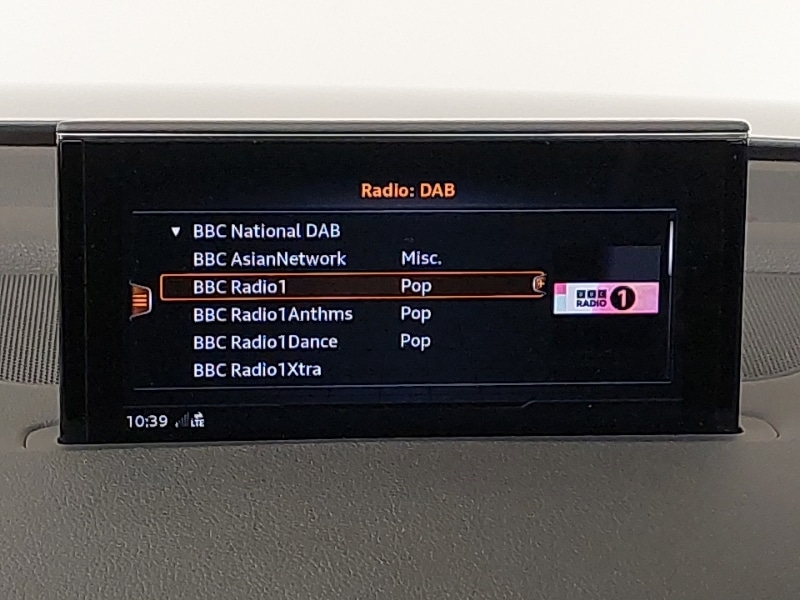 Radio: DAB
▼ BBC National DAB
BBC AsianNetwork Misc.
BBC Radio1 Pop
BBC Radio1Anthms Pop
BBC Radio1Dance Pop
BBC Radio1Xtra
BBC
RADIO 1
10:39 LTE